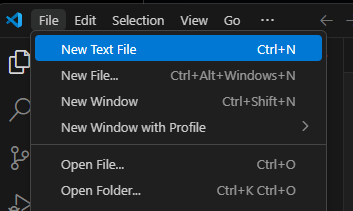 File Edit Selection View Go ···
New Text File Ctrl+N
New File... Ctrl+Alt+Windows+N
New Window Ctrl+Shift+N
New Window with Profile
Open File... Ctrl+O
Open Folder... Ctrl+K Ctrl+O